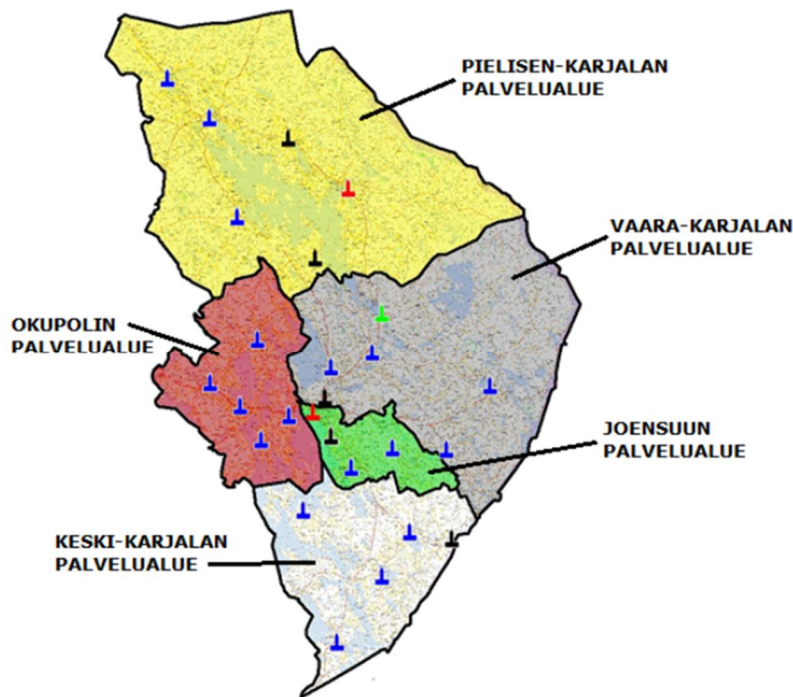 PIELISEN-KARJALAN
PALVELUALUE
VAARA-KARJALAN
PALVELUALUE
OKUPOLIN
PALVELUALUE
JOENSUUN
PALVELUALUE
KESKI-KARJALAN
PALVELUALUE